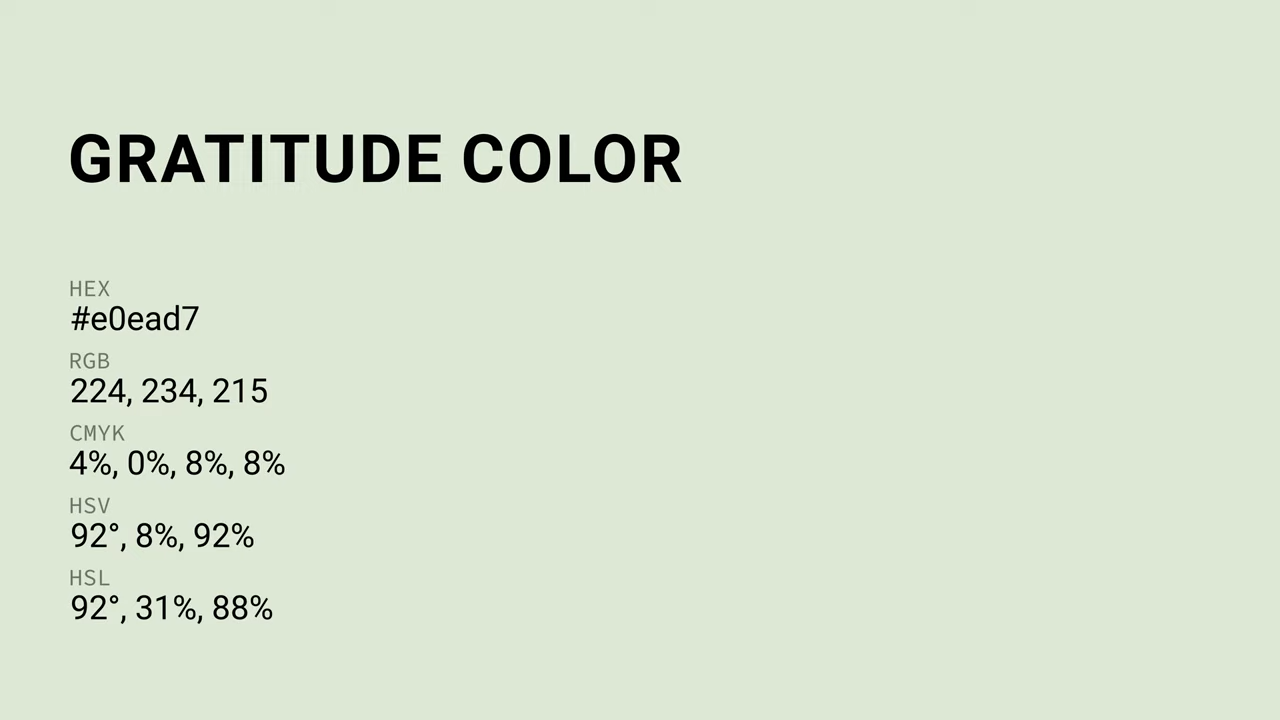 GRATITUDE COLOR
HEX
#e0ead7
RGB
224, 234, 215
CMYK
4%, 0%, 8%, 8%
HSV
92°, 8%, 92%
HSL
92°, 31%, 88%